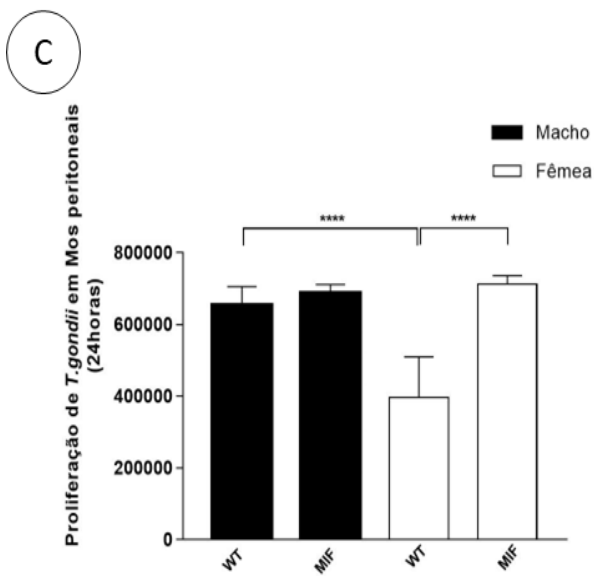 C
Proliferação de T.gondii em Mos peritoneais
(24horas)
Macho
Fêmea
**** ****
800000
600000
400000
200000
0
WT MIF WT MIF